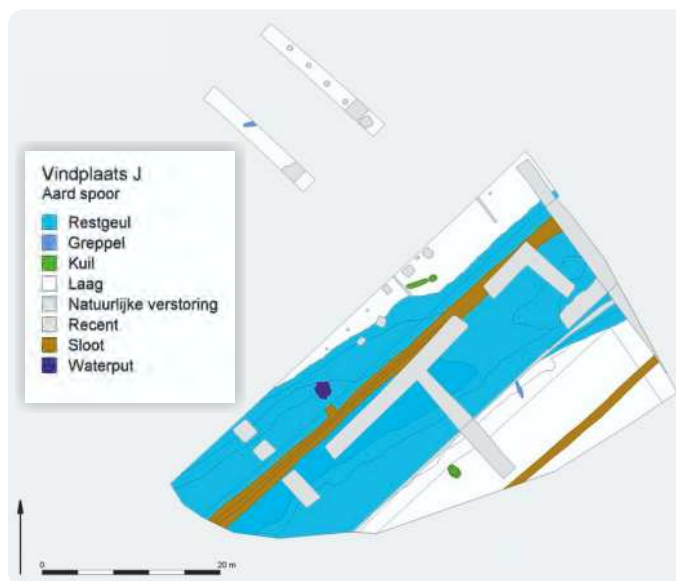 Vindplaats J
Aard spoor
Restgeul
Greppel
Kuil
Laag
Natuurlijke verstoring
Recent
Sloot
Waterput
0 20 m